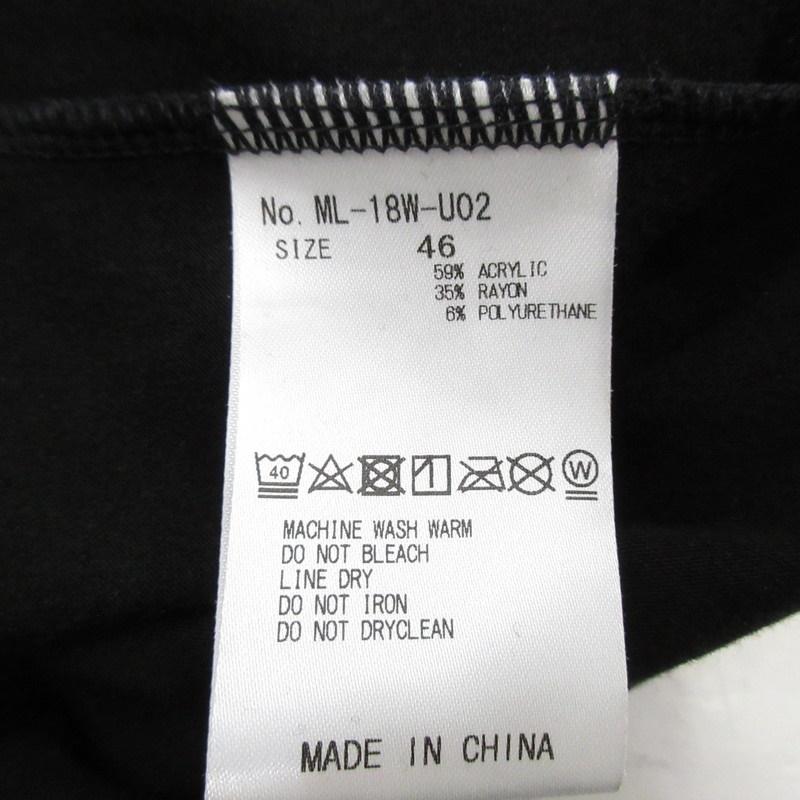 No. ML-18W-U02
SIZE 46
59% ACRYLIC
35% RAYON
6% POLYURETHANE
40 W
MACHINE WASH WARM
DO NOT BLEACH
LINE DRY
DO NOT IRON
DO NOT DRYCLEAN
MADE IN CHINA